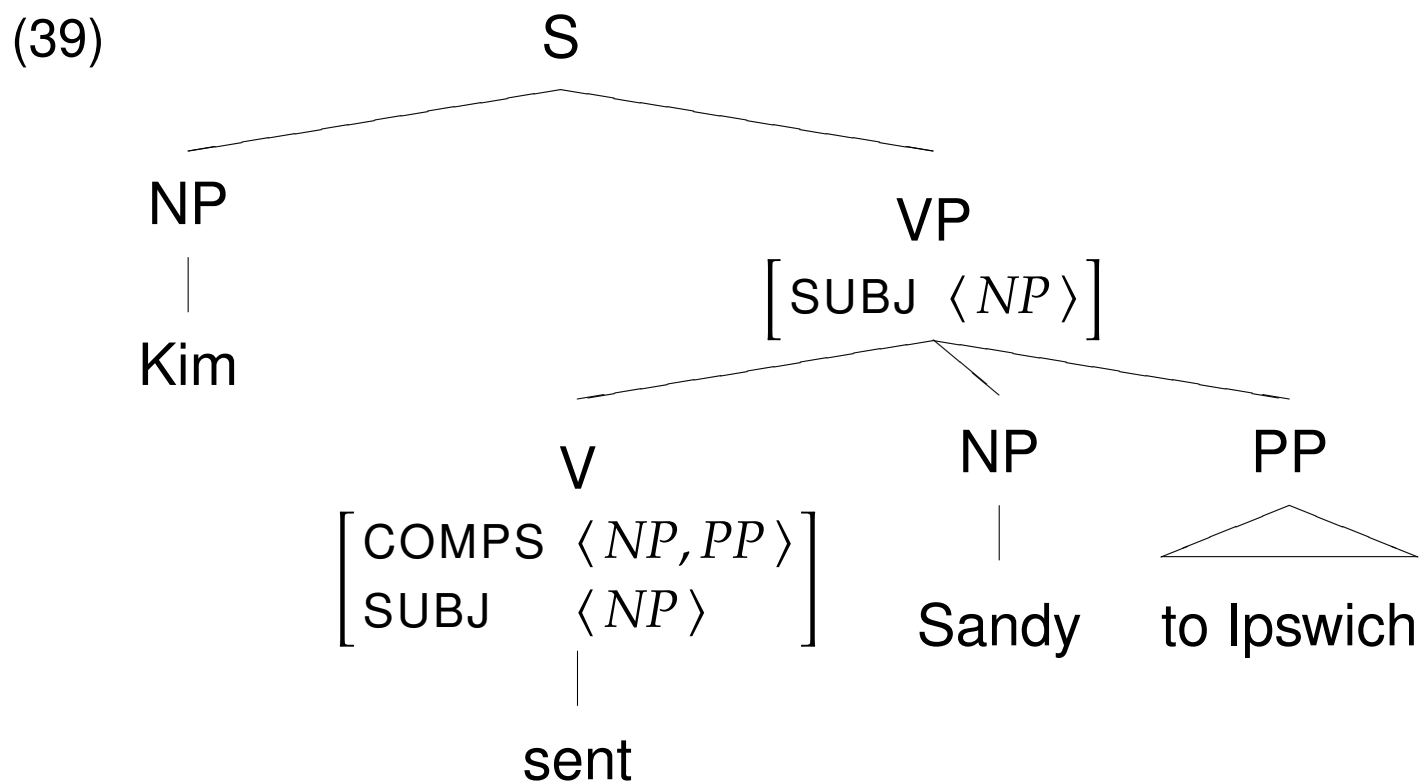 (39) S
NP VP
[SUBJ ⟨NP⟩]
Kim
V NP PP
[COMPS ⟨NP, PP⟩
SUBJ ⟨NP⟩]
Sandy to Ipswich
sent